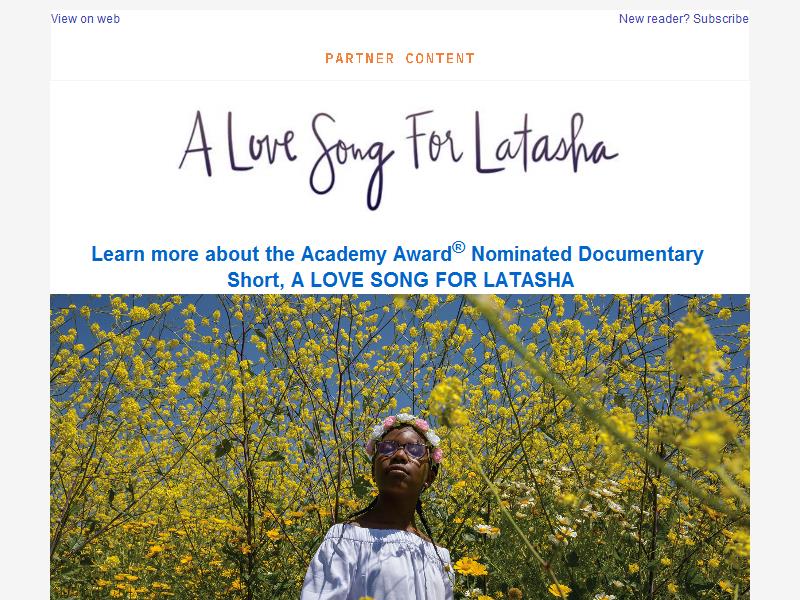 View on web
New reader? Subscribe
PARTNER CONTENT
A Love Song For Latasha
Learn more about the Academy Award® Nominated Documentary
Short, A LOVE SONG FOR LATASHA